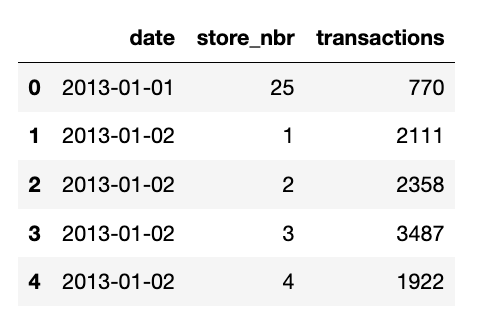 date store_nbr transactions
0 2013-01-01 25 770
1 2013-01-02 1 2111
2 2013-01-02 2 2358
3 2013-01-02 3 3487
4 2013-01-02 4 1922